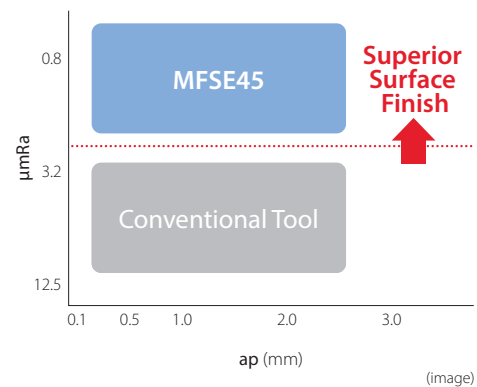 0.8
MFSE45
Superior
Surface
Finish
μmRa
3.2
Conventional Tool
12.5
0.1 0.5 1.0 2.0 3.0
ap (mm)
(image)